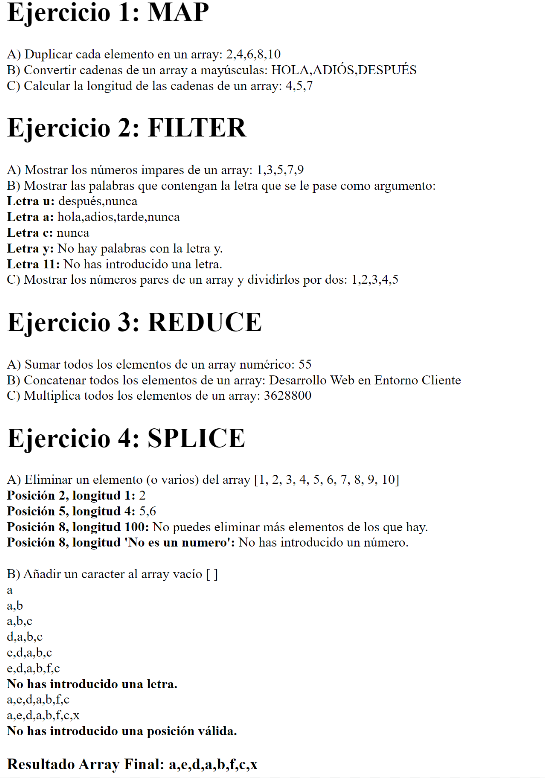 Ejercicio 1: MAP
A) Duplicar cada elemento en un array: 2,4,6,8,10
B) Convertir cadenas de un array a mayúsculas: HOLA,ADIÓS,DESPUÉS
C) Calcular la longitud de las cadenas de un array: 4,5,7
Ejercicio 2: FILTER
A) Mostrar los números impares de un array: 1,3,5,7,9
B) Mostrar las palabras que contengan la letra que se le pase como argumento:
Letra u: después,nunca
Letra a: hola,adios,tarde,nunca
Letra c: nunca
Letra y: No hay palabras con la letra y.
Letra 11: No has introducido una letra.
C) Mostrar los números pares de un array y dividirlos por dos: 1,2,3,4,5
Ejercicio 3: REDUCE
A) Sumar todos los elementos de un array numérico: 55
B) Concatenar todos los elementos de un array: Desarrollo Web en Entorno Cliente
C) Multiplica todos los elementos de un array: 3628800
Ejercicio 4: SPLICE
A) Eliminar un elemento (o varios) del array [1, 2, 3, 4, 5, 6, 7, 8, 9, 10]
Posición 2, longitud 1: 2
Posición 5, longitud 4: 5,6
Posición 8, longitud 100: No puedes eliminar más elementos de los que hay.
Posición 8, longitud 'No es un numero': No has introducido un número.
B) Añadir un caracter al array vacío [ ]
a
a,b
a,b,c
d,a,b,c
e,d,a,b,c
e,d,a,b,f,c
No has introducido una letra.
a,e,d,a,b,f,c
a,e,d,a,b,f,c,x
No has introducido una posición válida.
Resultado Array Final: a,e,d,a,b,f,c,x